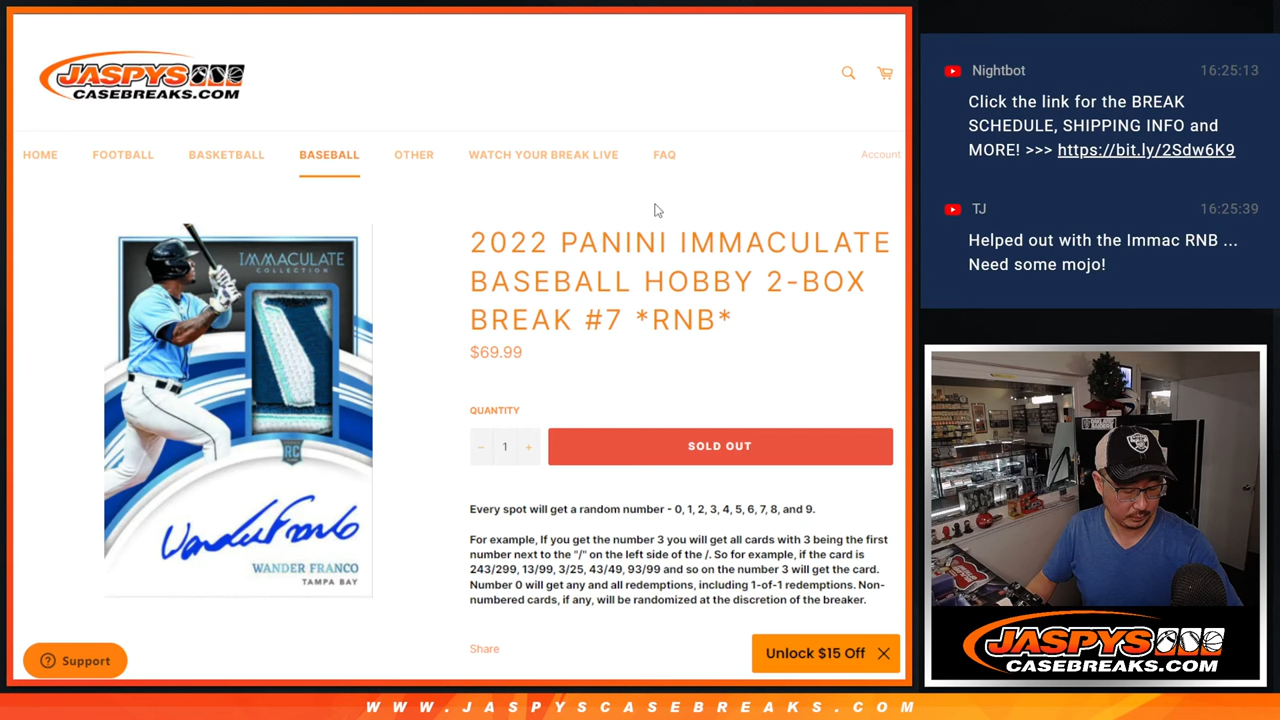 JASPYS
CASEBREAKS.COM
HOME FOOTBALL BASKETBALL BASEBALL OTHER WATCH YOUR BREAK LIVE FAQ Account
IMMACULATE
COLLECTION
RC
Wander Franco
WANDER FRANCO
TAMPA BAY
2022 PANINI IMMACULATE
BASEBALL HOBBY 2-BOX
BREAK #7 *RNB*
$69.99
QUANTITY
− 1 + SOLD OUT
Every spot will get a random number - 0, 1, 2, 3, 4, 5, 6, 7, 8, and 9.
For example, If you get the number 3 you will get all cards with 3 being the first
number next to the "/" on the left side of the /. So for example, if the card is
243/299, 13/99, 3/25, 43/49, 93/99 and so on the number 3 will get the card.
Number 0 will get any and all redemptions, including 1-of-1 redemptions. Non-
numbered cards, if any, will be randomized at the discretion of the breaker.
Share
Support
Unlock $15 Off
Nightbot 16:25:13
Click the link for the BREAK
SCHEDULE, SHIPPING INFO and
MORE! >>> https://bit.ly/2Sdw6K9
TJ 16:25:39
Helped out with the Immac RNB ...
Need some mojo!
JASPYS
CASEBREAKS.COM
WWW.JASPYSCASEBREAKS.COM